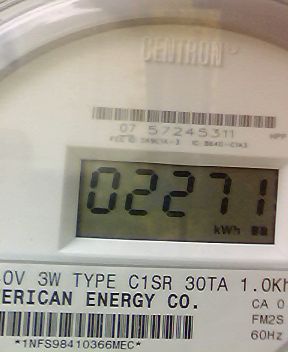 CENTRON
07 57245311
02271
kWh
0V 3W TYPE C1SR 30TA 1.0Kh
ERICAN ENERGY CO.
CA 0
FM2S
60Hz
*1NFS98410366MEC*